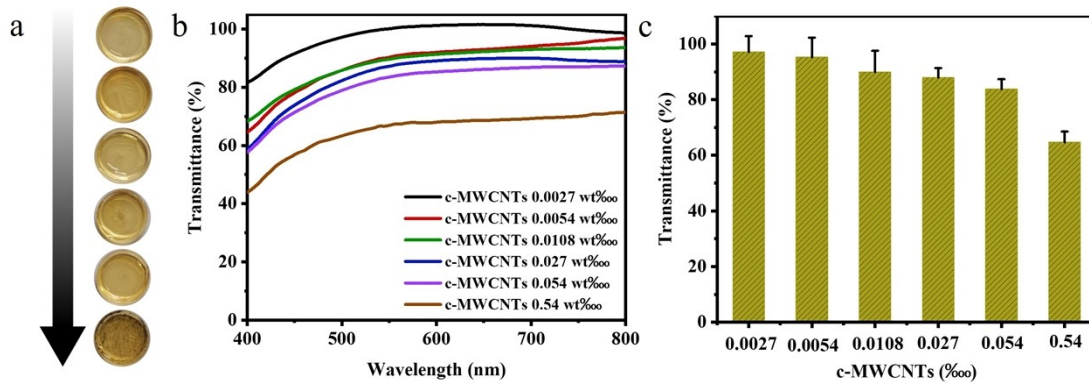 a
b
100
80
60
40
20
0
Transmittance (%)
c-MWCNTs 0.0027 wt‱
c-MWCNTs 0.0054 wt‱
c-MWCNTs 0.0108 wt‱
c-MWCNTs 0.027 wt‱
c-MWCNTs 0.054 wt‱
c-MWCNTs 0.54 wt‱
400 500 600 700 800
Wavelength (nm)
c
100
80
60
40
20
0
Transmittance (%)
0.0027 0.0054 0.0108 0.027 0.054 0.54
c-MWCNTs (‱)